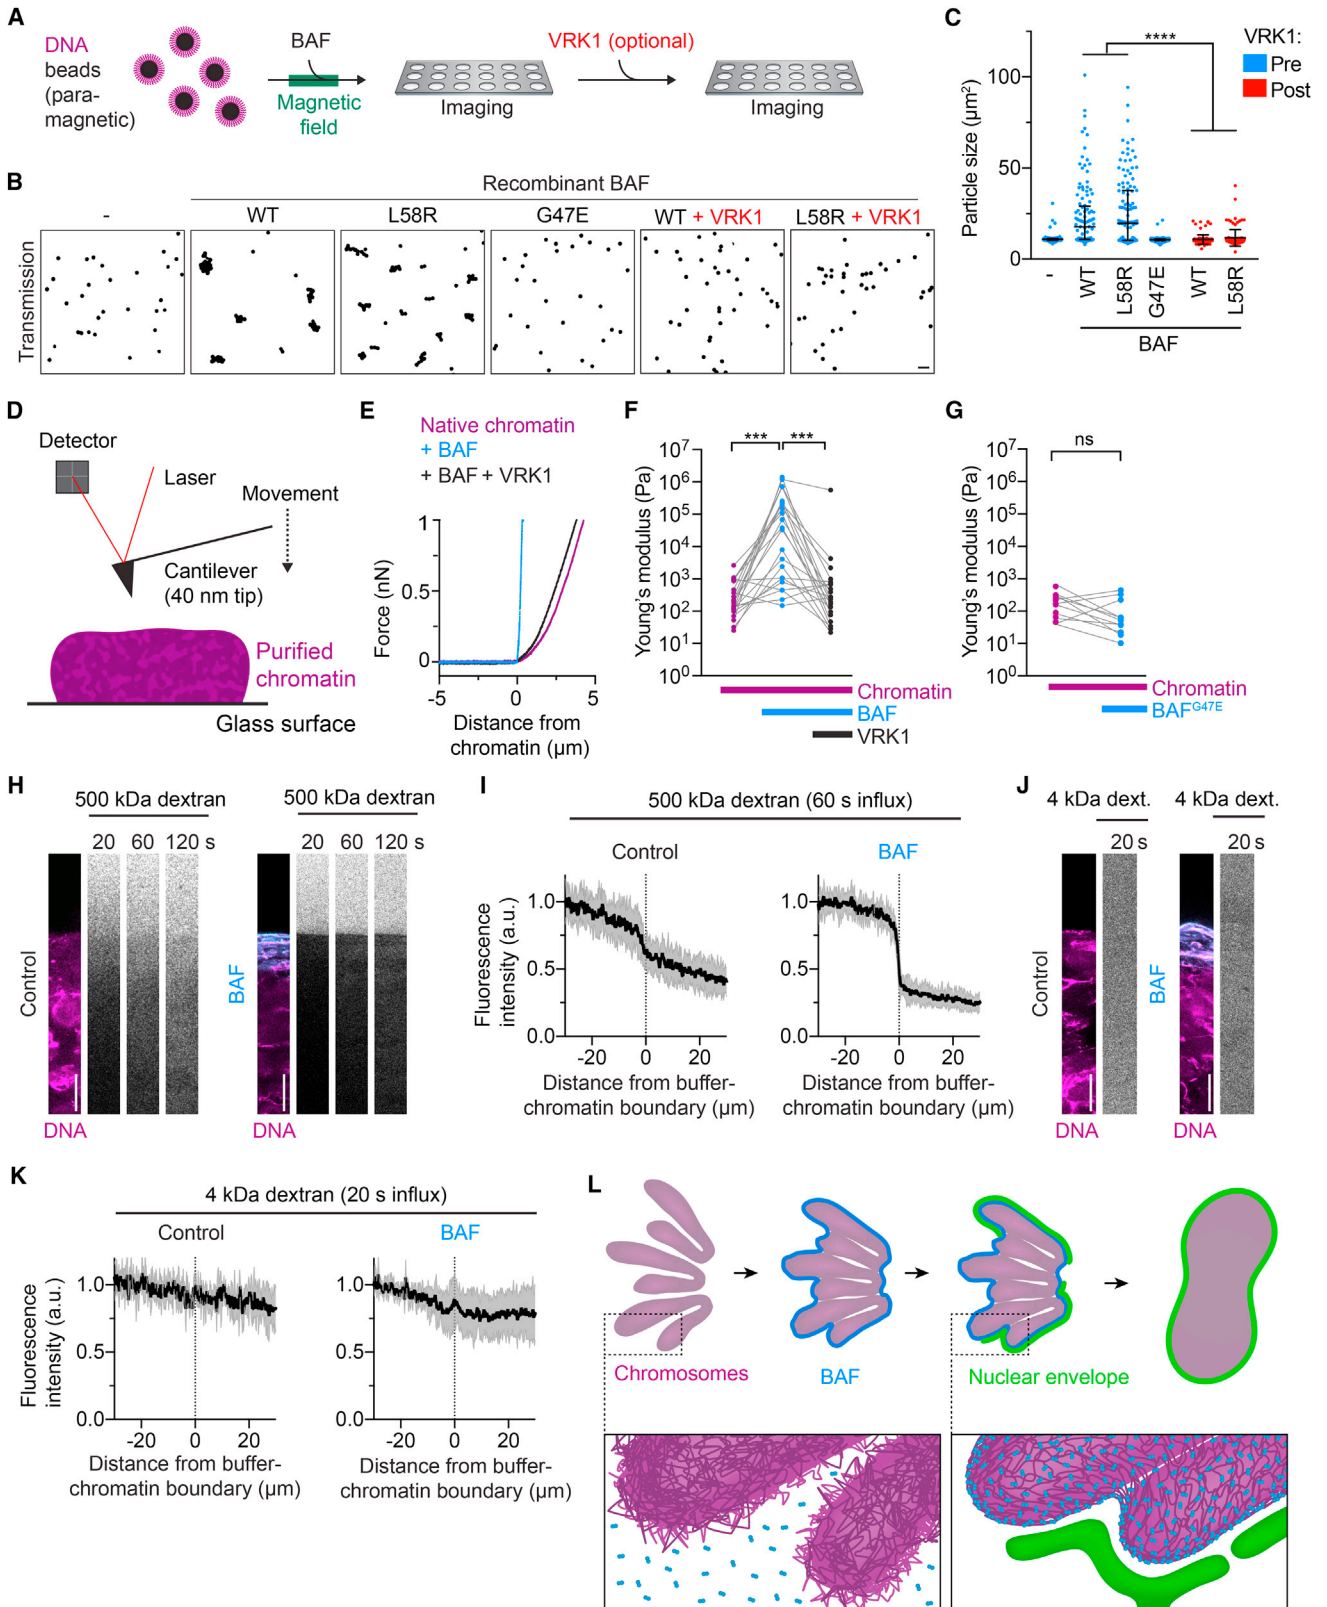 A
DNA
beads
(para-
magnetic)
BAF
Magnetic
field
Imaging
VRK1 (optional)
Imaging
B
Recombinant BAF
-
WT
L58R
G47E
WT + VRK1
L58R + VRK1
Transmission
C
VRK1:
Pre
Post
****
Particle size (µm²)
100
50
0
-
WT
L58R
G47E
WT
L58R
BAF
D
Detector
Laser
Movement
Cantilever
(40 nm tip)
Purified
chromatin
Glass surface
E
Native chromatin
+ BAF
+ BAF + VRK1
Force (nN)
1
0.5
0
-5
0
5
Distance from
chromatin (µm)
F
***
***
Young's modulus (Pa)
10⁷
10⁶
10⁵
10⁴
10³
10²
10¹
10⁰
Chromatin
BAF
VRK1
G
ns
Young's modulus (Pa)
10⁷
10⁶
10⁵
10⁴
10³
10²
10¹
10⁰
Chromatin
BAFᴳ⁴⁷ᴱ
H
500 kDa dextran
20 60 120 s
Control
DNA
500 kDa dextran
20 60 120 s
BAF
DNA
I
500 kDa dextran (60 s influx)
Control
BAF
Fluorescence
intensity (a.u.)
1.0
0.5
0.0
-20 0 20
Distance from buffer-
chromatin boundary (µm)
1.0
0.5
0.0
-20 0 20
Distance from buffer-
chromatin boundary (µm)
J
4 kDa dext.
20 s
Control
DNA
4 kDa dext.
20 s
BAF
DNA
K
4 kDa dextran (20 s influx)
Control
BAF
Fluorescence
intensity (a.u.)
1.0
0.5
0.0
-20 0 20
Distance from buffer-
chromatin boundary (µm)
1.0
0.5
0.0
-20 0 20
Distance from buffer-
chromatin boundary (µm)
L
Chromosomes
BAF
Nuclear envelope